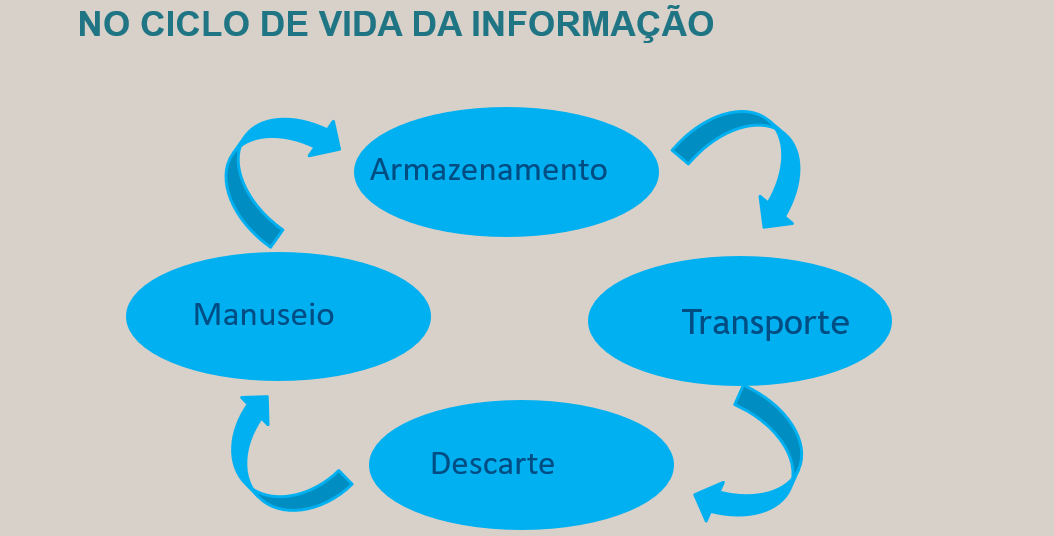 NO CICLO DE VIDA DA INFORMAÇÃO
Armazenamento
Manuseio
Transporte
Descarte